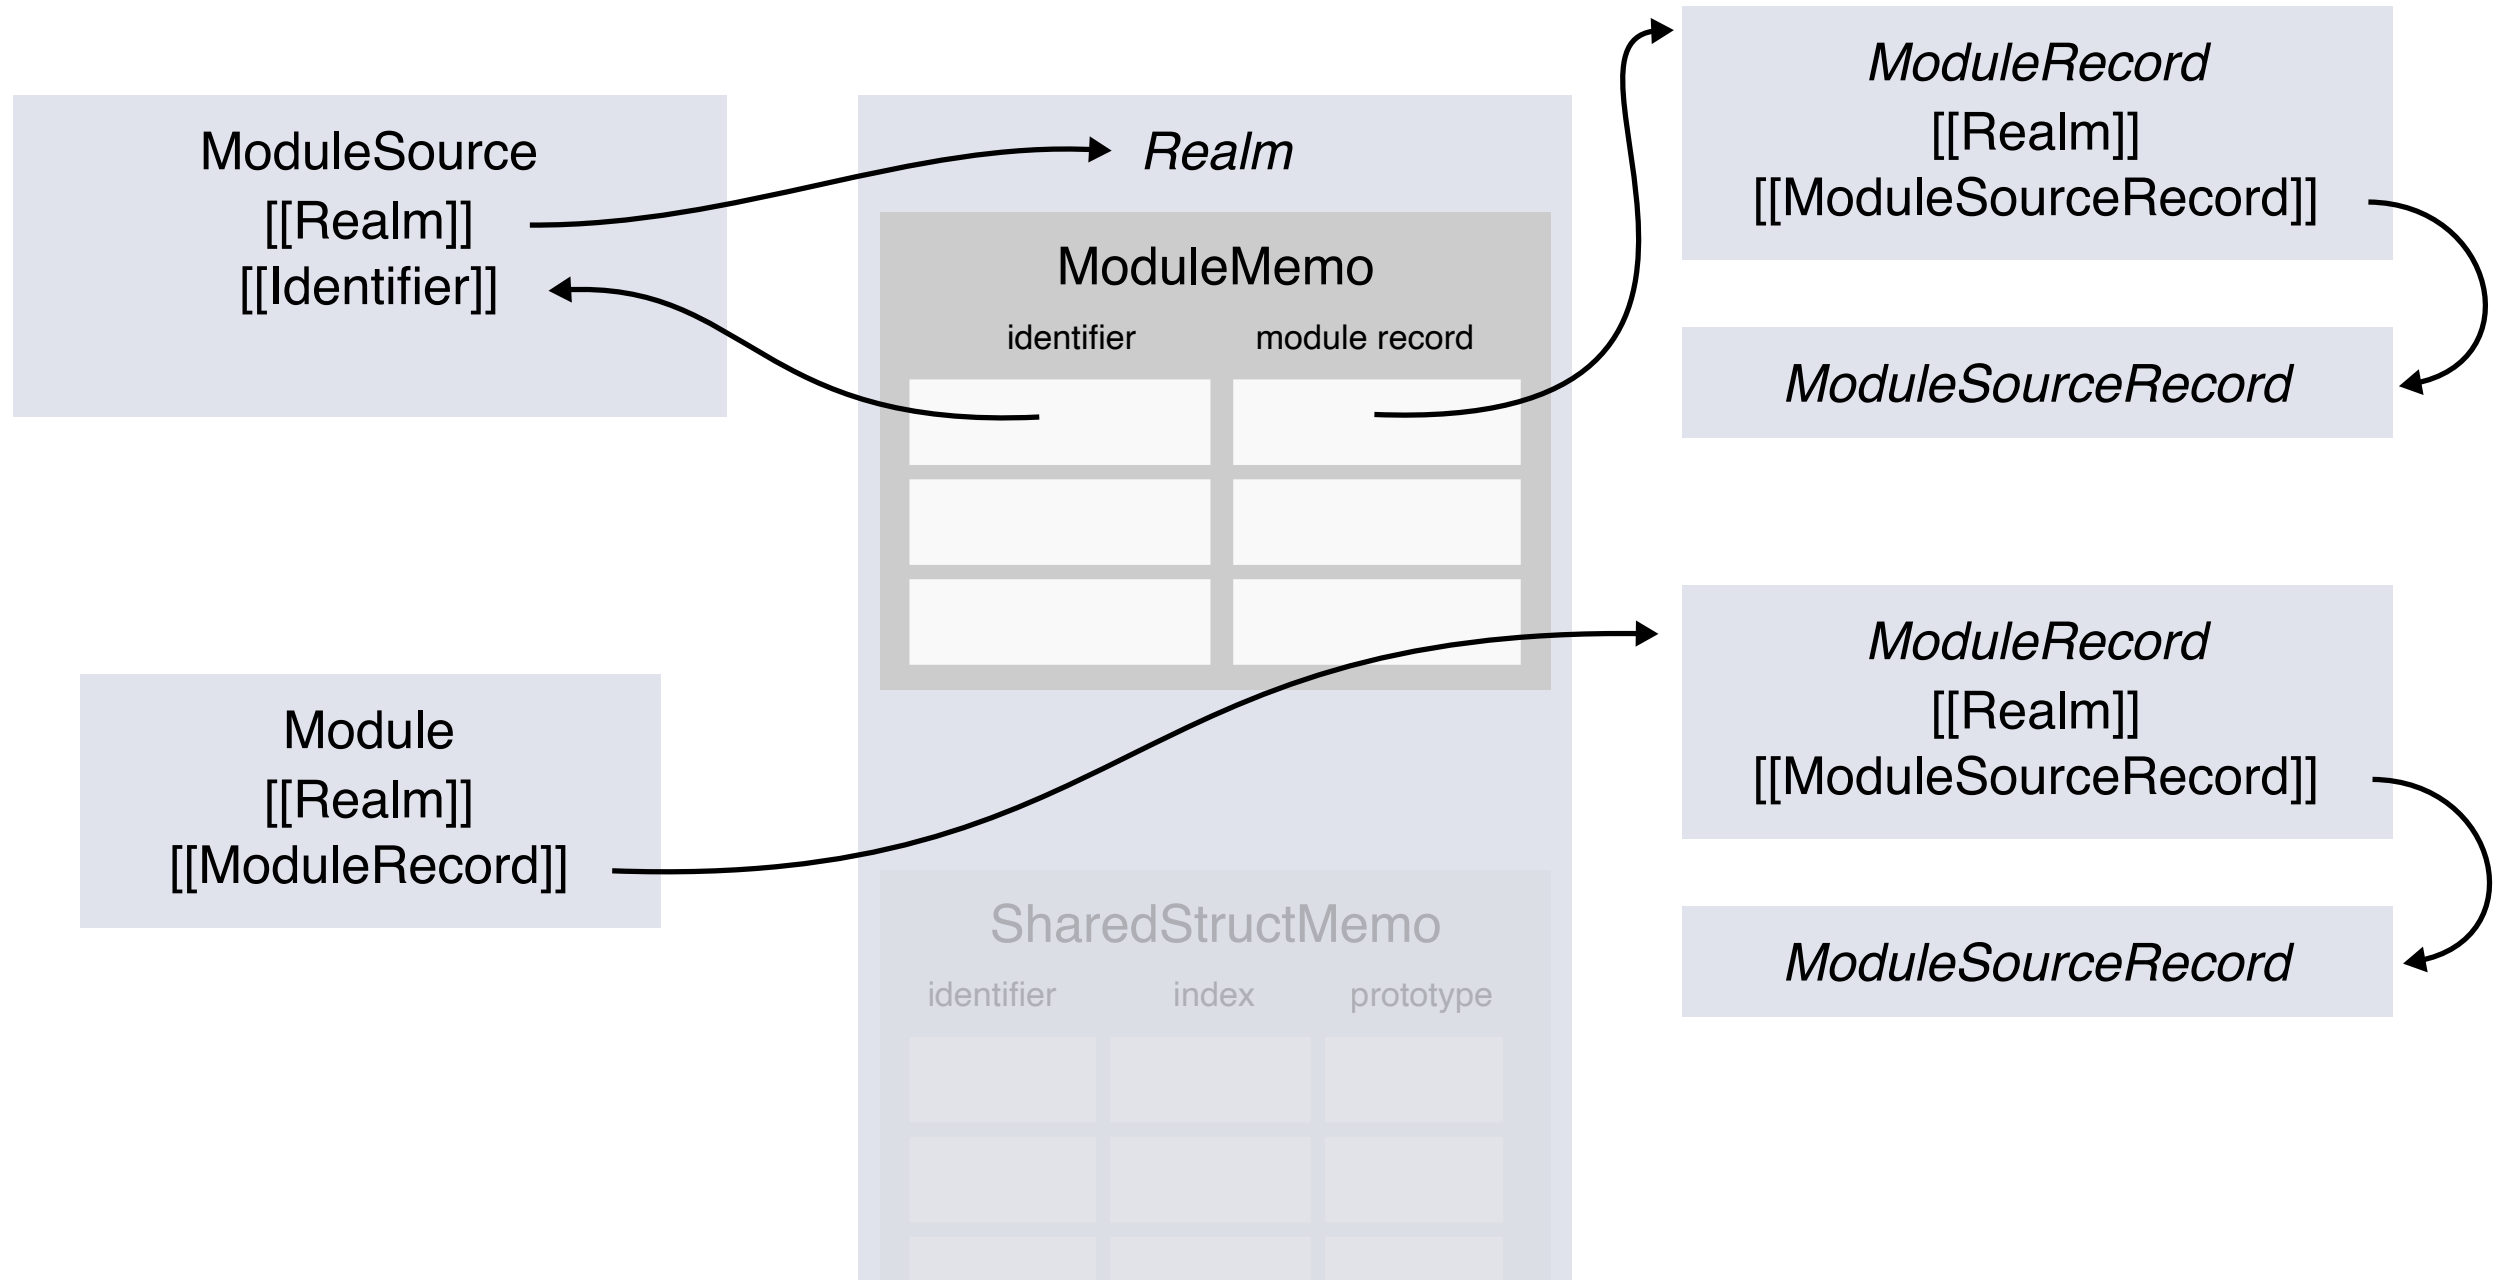 ModuleSource
[[Realm]]
[[Identifier]]
Realm
ModuleMemo
identifier module record
ModuleRecord
[[Realm]]
[[ModuleSourceRecord]]
ModuleSourceRecord
Module
[[Realm]]
[[ModuleRecord]]
ModuleRecord
[[Realm]]
[[ModuleSourceRecord]]
ModuleSourceRecord
SharedStructMemo
identifier index prototype